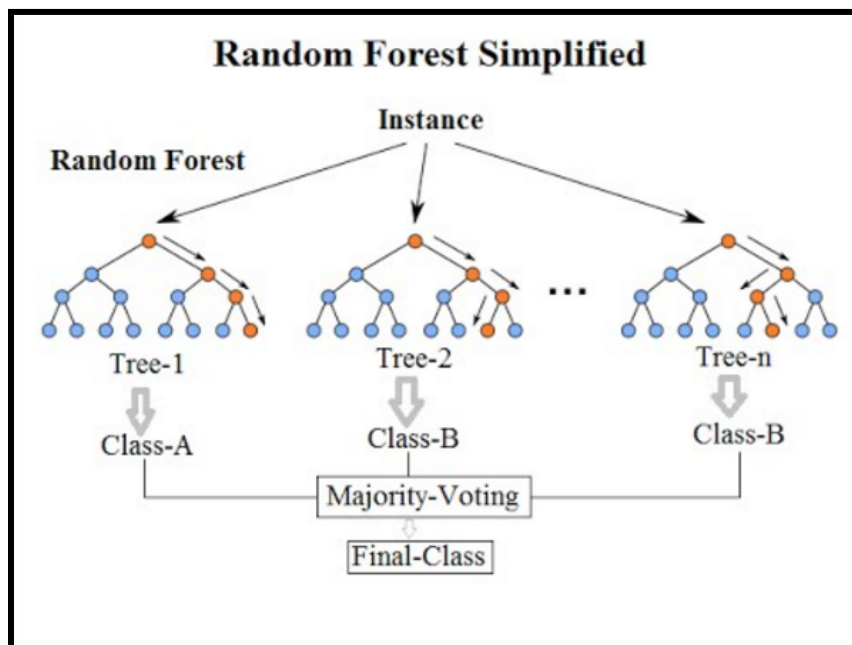 Random Forest Simplified
Instance
Random Forest
...
Tree-1
Tree-2
Tree-n
Class-A
Class-B
Class-B
Majority-Voting
Final-Class